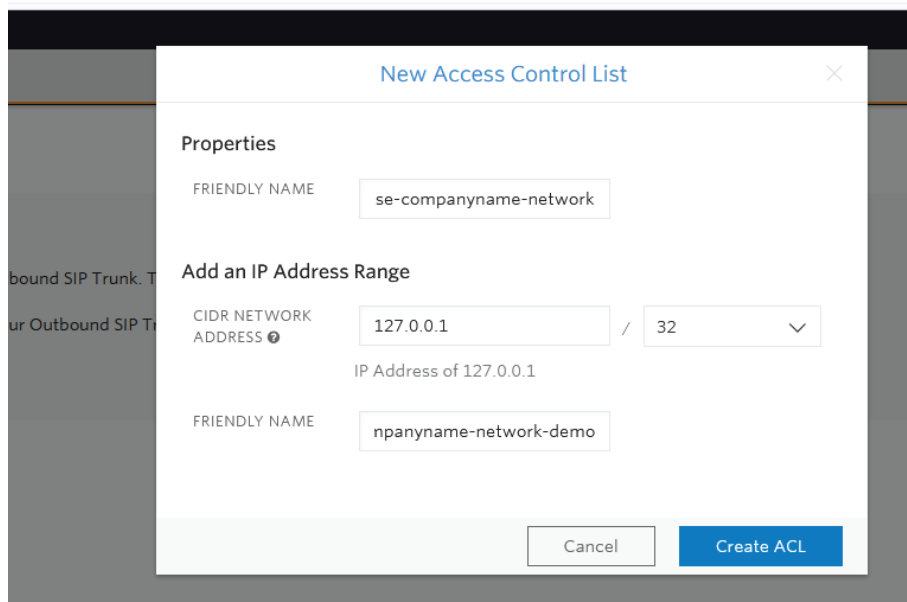 New Access Control List
Properties
FRIENDLY NAME
se-companyname-network
bound SIP Trunk. T
Add an IP Address Range
ur Outbound SIP Tr
CIDR NETWORK
ADDRESS
127.0.0.1 / 32
IP Address of 127.0.0.1
FRIENDLY NAME
npanyname-network-demo
Cancel
Create ACL